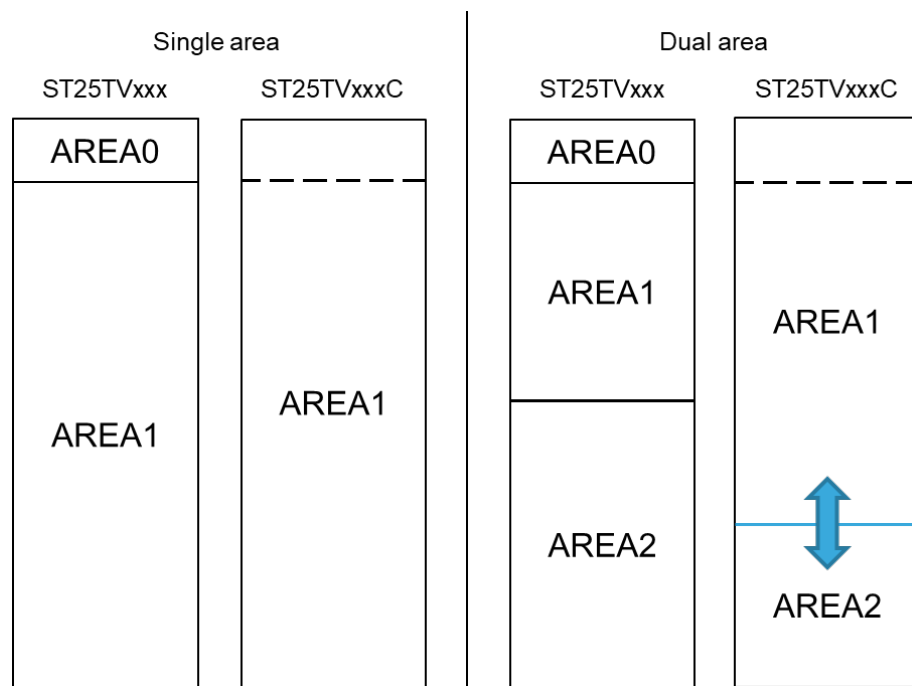 Single area
Dual area
ST25TVxxx
ST25TVxxxC
ST25TVxxx
ST25TVxxxC
AREA0
AREA1
AREA1
AREA0
AREA1
AREA2
AREA1
AREA2